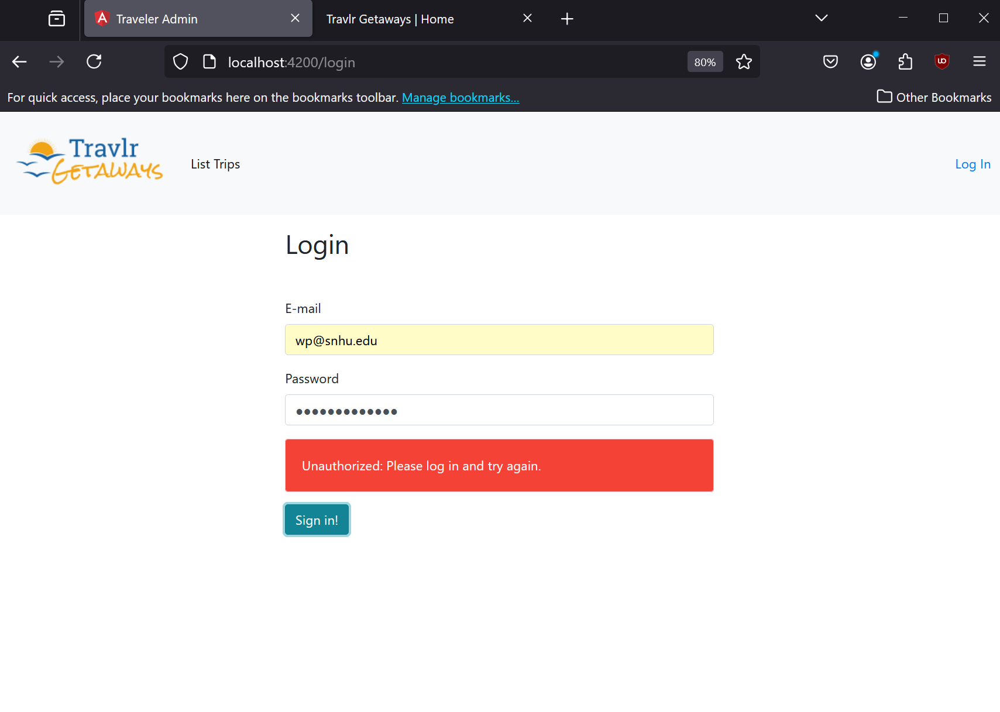 Traveler Admin
Travlr Getaways | Home
localhost:4200/login
80%
For quick access, place your bookmarks here on the bookmarks toolbar. Manage bookmarks...
Other Bookmarks
Travlr
GETAWAYS
List Trips
Log In
Login
E-mail
wp@snhu.edu
Password
Unauthorized: Please log in and try again.
Sign in!